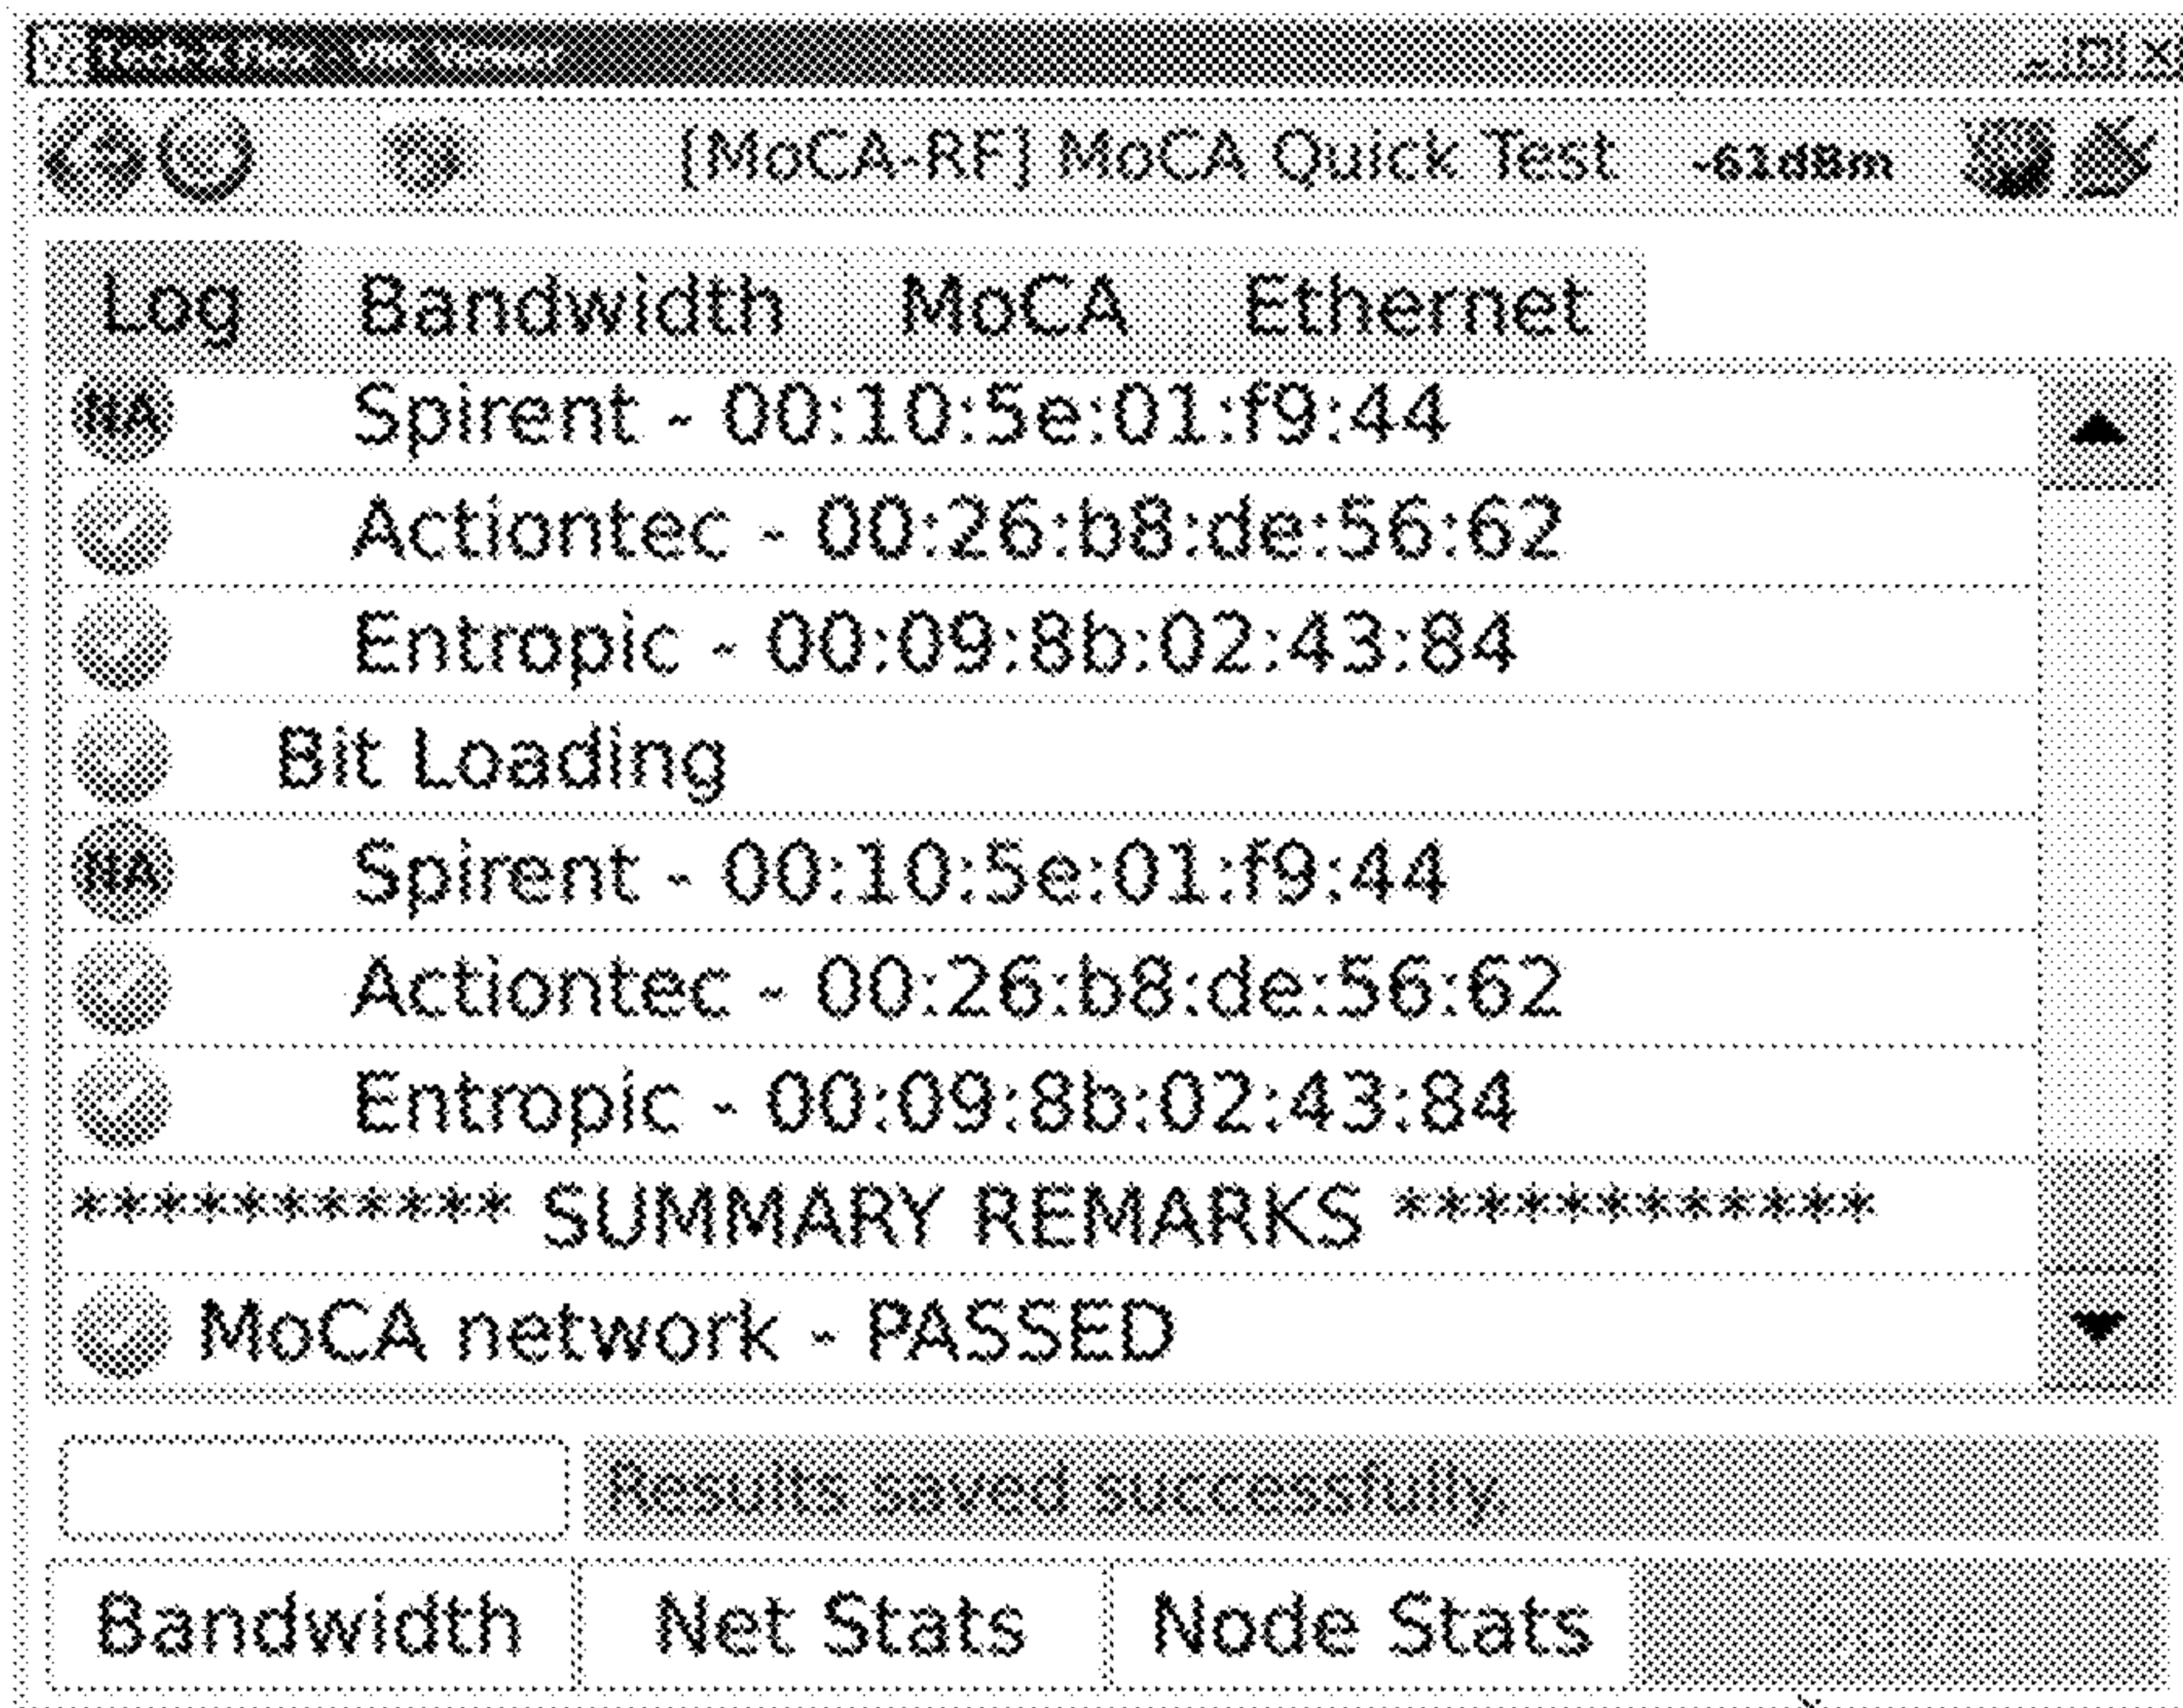 VNC Viewer
[MoCA-RF] MoCA Quick Test -61dBm
Log Bandwidth MoCA Ethernet
NA Spirent - 00:10:5e:01:f9:44
Actiontec - 00:26:b8:de:56:62
Entropic - 00:09:8b:02:43:84
Bit Loading
NA Spirent - 00:10:5e:01:f9:44
Actiontec - 00:26:b8:de:56:62
Entropic - 00:09:8b:02:43:84
*********** SUMMARY REMARKS ************
MoCA network - PASSED
Results saved successfully.
Bandwidth Net Stats Node Stats